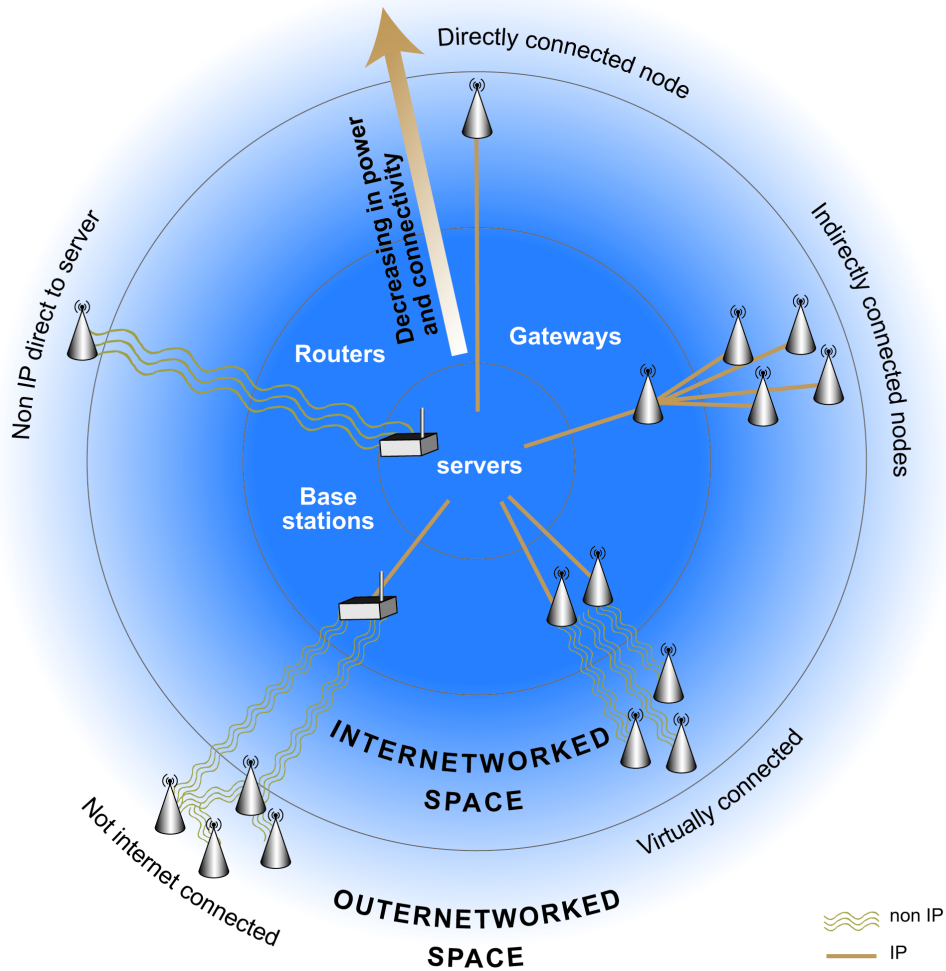 Directly connected node
Decreasing in power
and connectivity
Non IP direct to server
Indirectly connected nodes
Routers
Gateways
servers
Base
stations
INTERNETWORKED
SPACE
Virtually connected
Not internet connected
OUTERNETWORKED
SPACE
non IP
IP